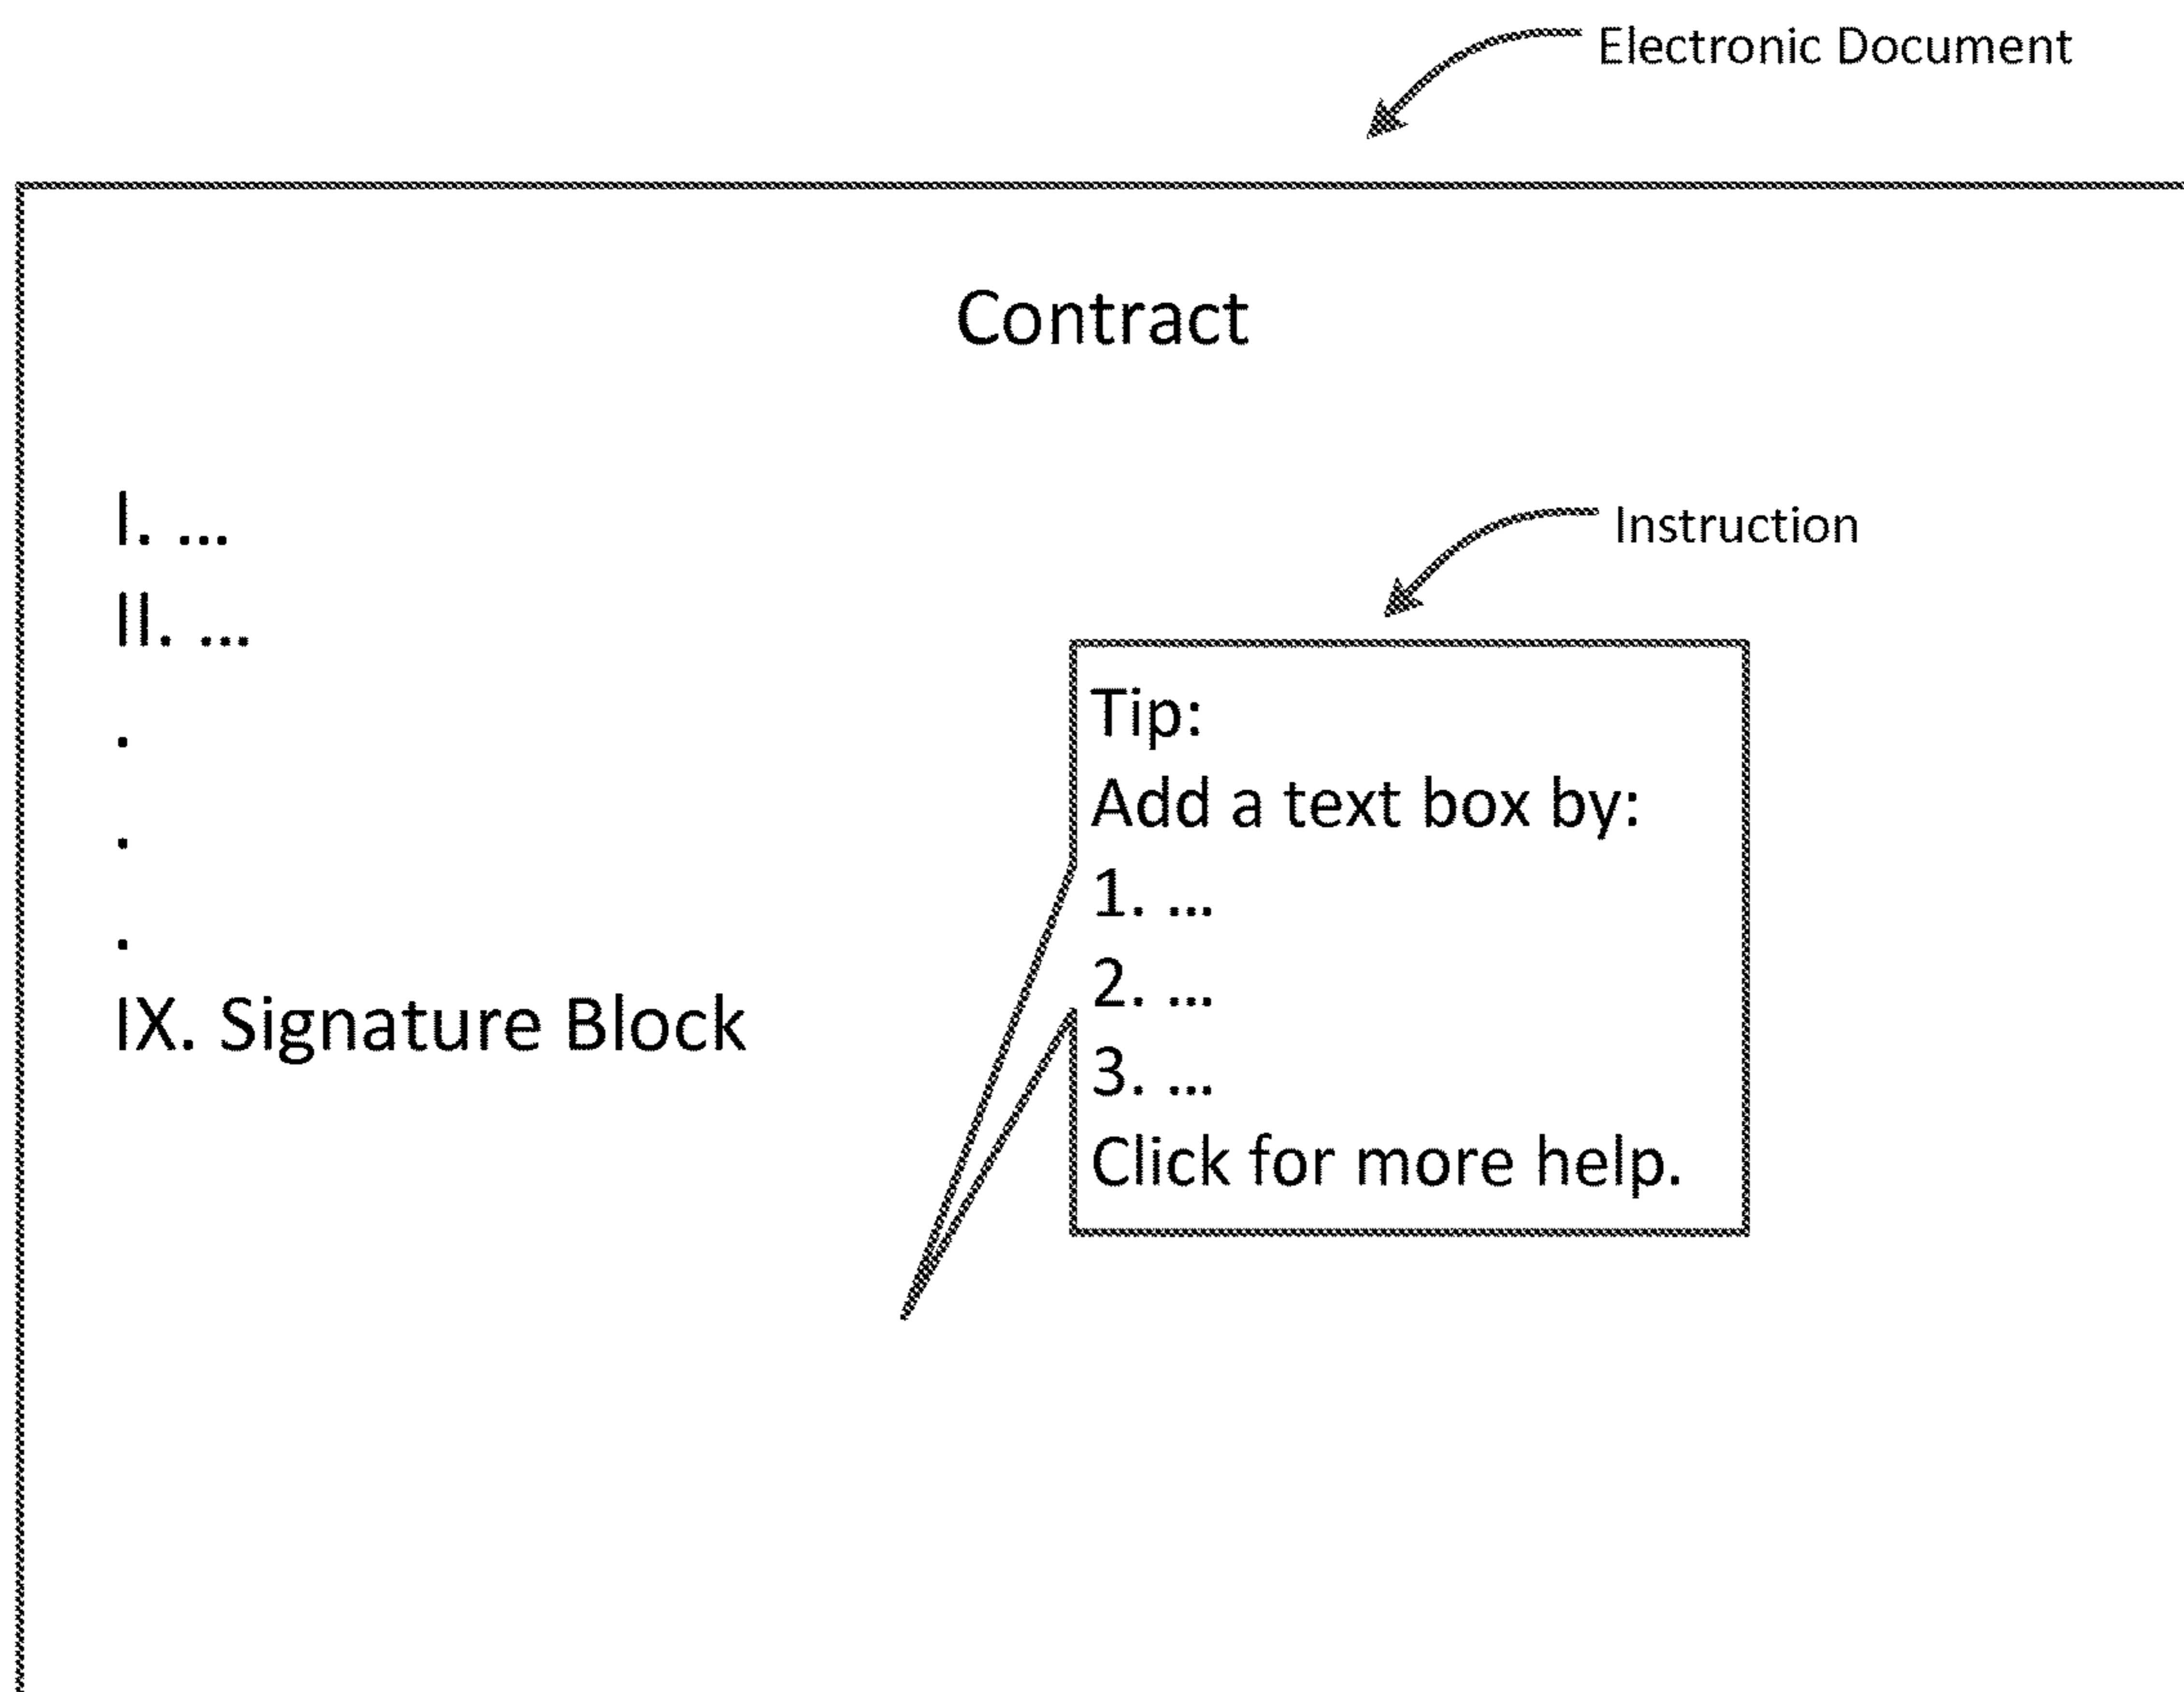 Electronic Document
Contract
I. ...
II. ...
.
.
.
IX. Signature Block
Instruction
Tip:
Add a text box by:
1. ...
2. ...
3. ...
Click for more help.